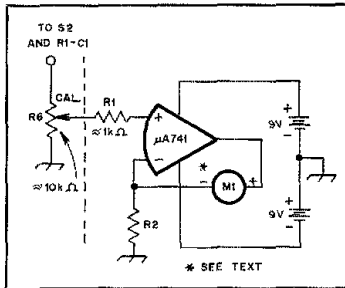 TO S2
AND R1-C1
CAL
R6
≈10kΩ
R1
≈1kΩ
+
μA741
−
*
− M1 +
R2
+
9V
−
+
9V
−
* SEE TEXT